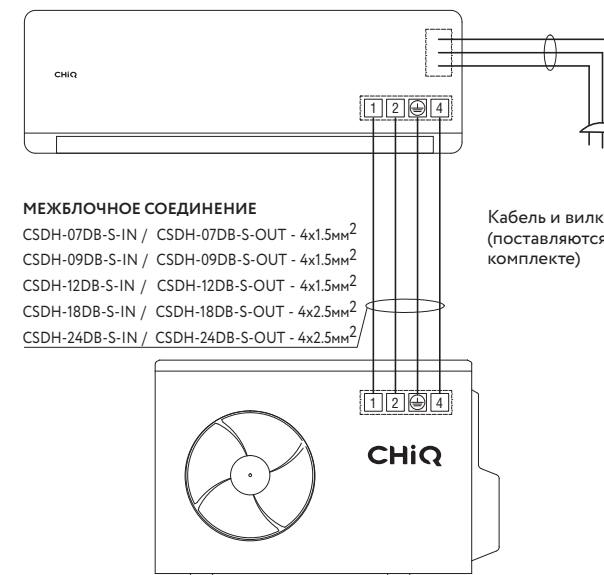 CHiQ
1 2 4
МЕЖБЛОЧНОЕ СОЕДИНЕНИЕ
CSDH-07DB-S-IN / CSDH-07DB-S-OUT - 4x1.5мм2
CSDH-09DB-S-IN / CSDH-09DB-S-OUT - 4x1.5мм2
CSDH-12DB-S-IN / CSDH-12DB-S-OUT - 4x1.5мм2
CSDH-18DB-S-IN / CSDH-18DB-S-OUT - 4x2.5мм2
CSDH-24DB-S-IN / CSDH-24DB-S-OUT - 4x2.5мм2
Кабель и вилк
(поставляются
комплекте)
1 2 4
CHiQ